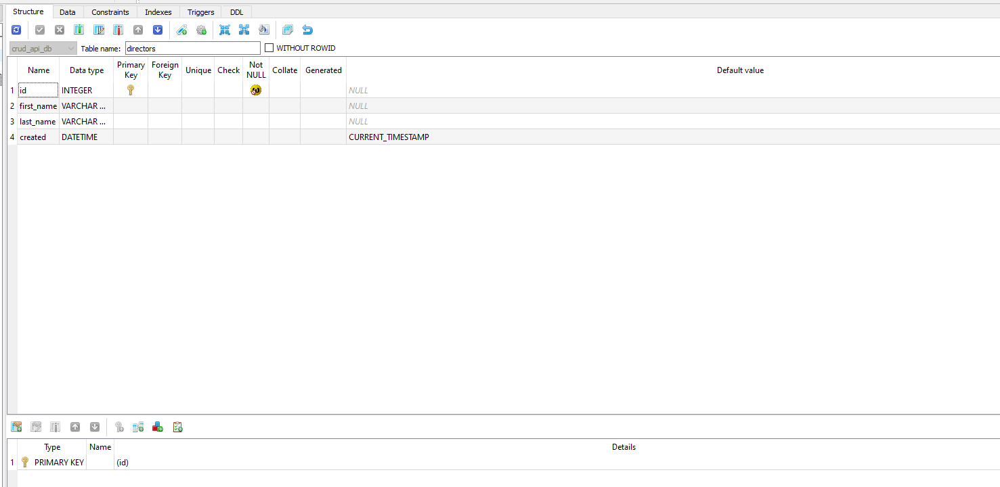 Structure Data Constraints Indexes Triggers DDL
crud_api_db Table name: directors WITHOUT ROWID
Name Data type Primary Key Foreign Key Unique Check Not NULL Collate Generated Default value
1 id INTEGER NULL
2 first_name VARCHAR ... NULL
3 last_name VARCHAR ... NULL
4 created DATETIME CURRENT_TIMESTAMP
Type Name Details
1 PRIMARY KEY (id)